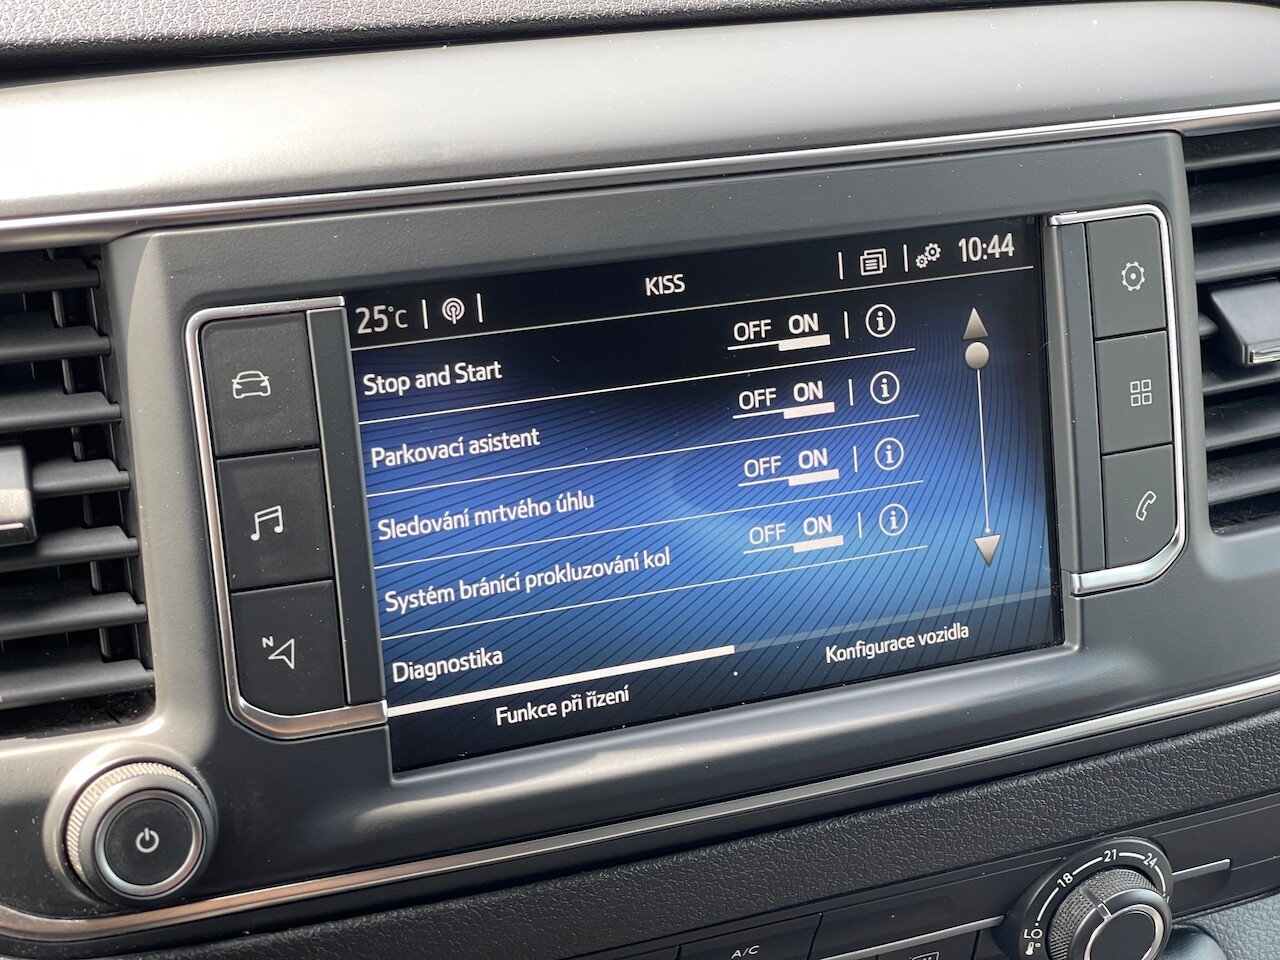 25°C KISS 10:44
Stop and Start OFF ON i
Parkovací asistent OFF ON i
Sledování mrtvého úhlu OFF ON i
Systém bránící prokluzování kol OFF ON i
Diagnostika
Funkce při řízení Konfigurace vozidla
N
A/C
LO 18 21 24